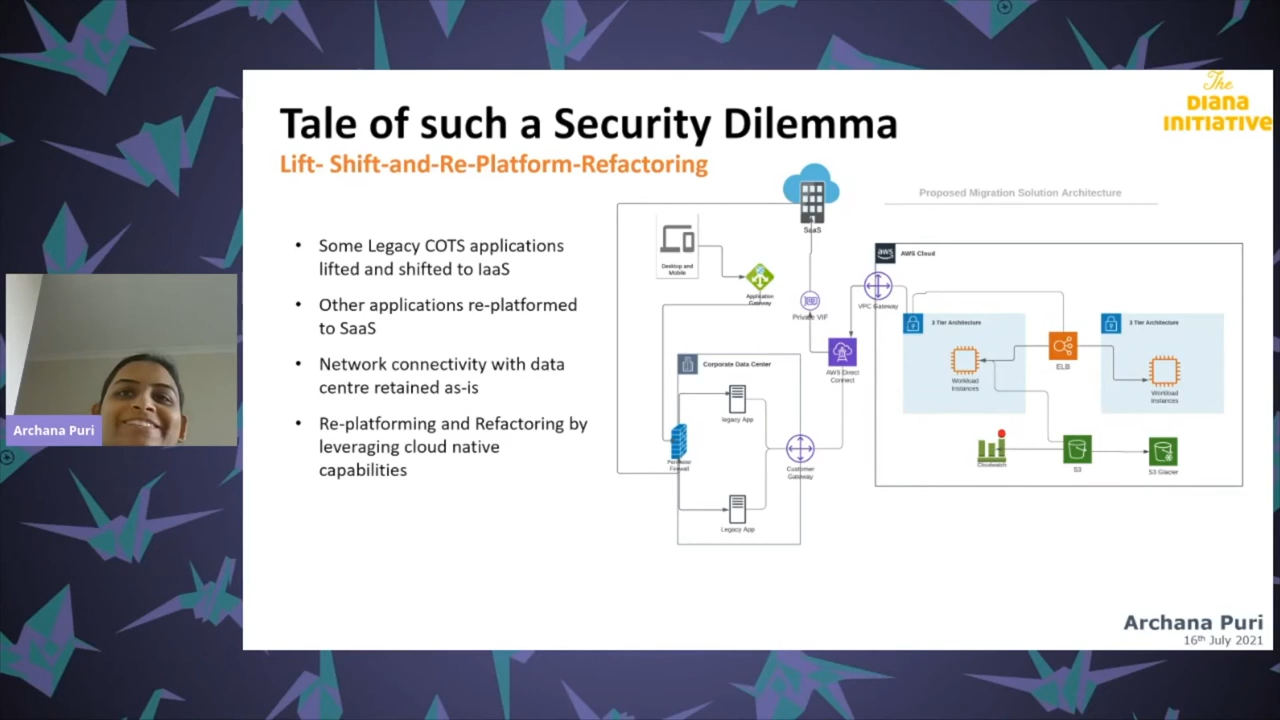 The
DIANA
INITIATIVE
Tale of such a Security Dilemma
Lift- Shift-and-Re-Platform-Refactoring
• Some Legacy COTS applications
lifted and shifted to IaaS
• Other applications re-platformed
to SaaS
• Network connectivity with data
centre retained as-is
• Re-platforming and Refactoring by
leveraging cloud native
capabilities
Proposed Migration Solution Architecture
SaaS
Desktop and
Mobile
Application
Gateway
Private VIF
VPC Gateway
aws
AWS Cloud
3 Tier Architecture
3 Tier Architecture
Workload
Instances
ELB
Workload
Instances
AWS Direct
Connect
Corporate Data Center
legacy App
Firewall
Customer
Gateway
Legacy App
Cloudwatch
S3
S3 Glacier
Archana Puri
Archana Puri
16th July 2021